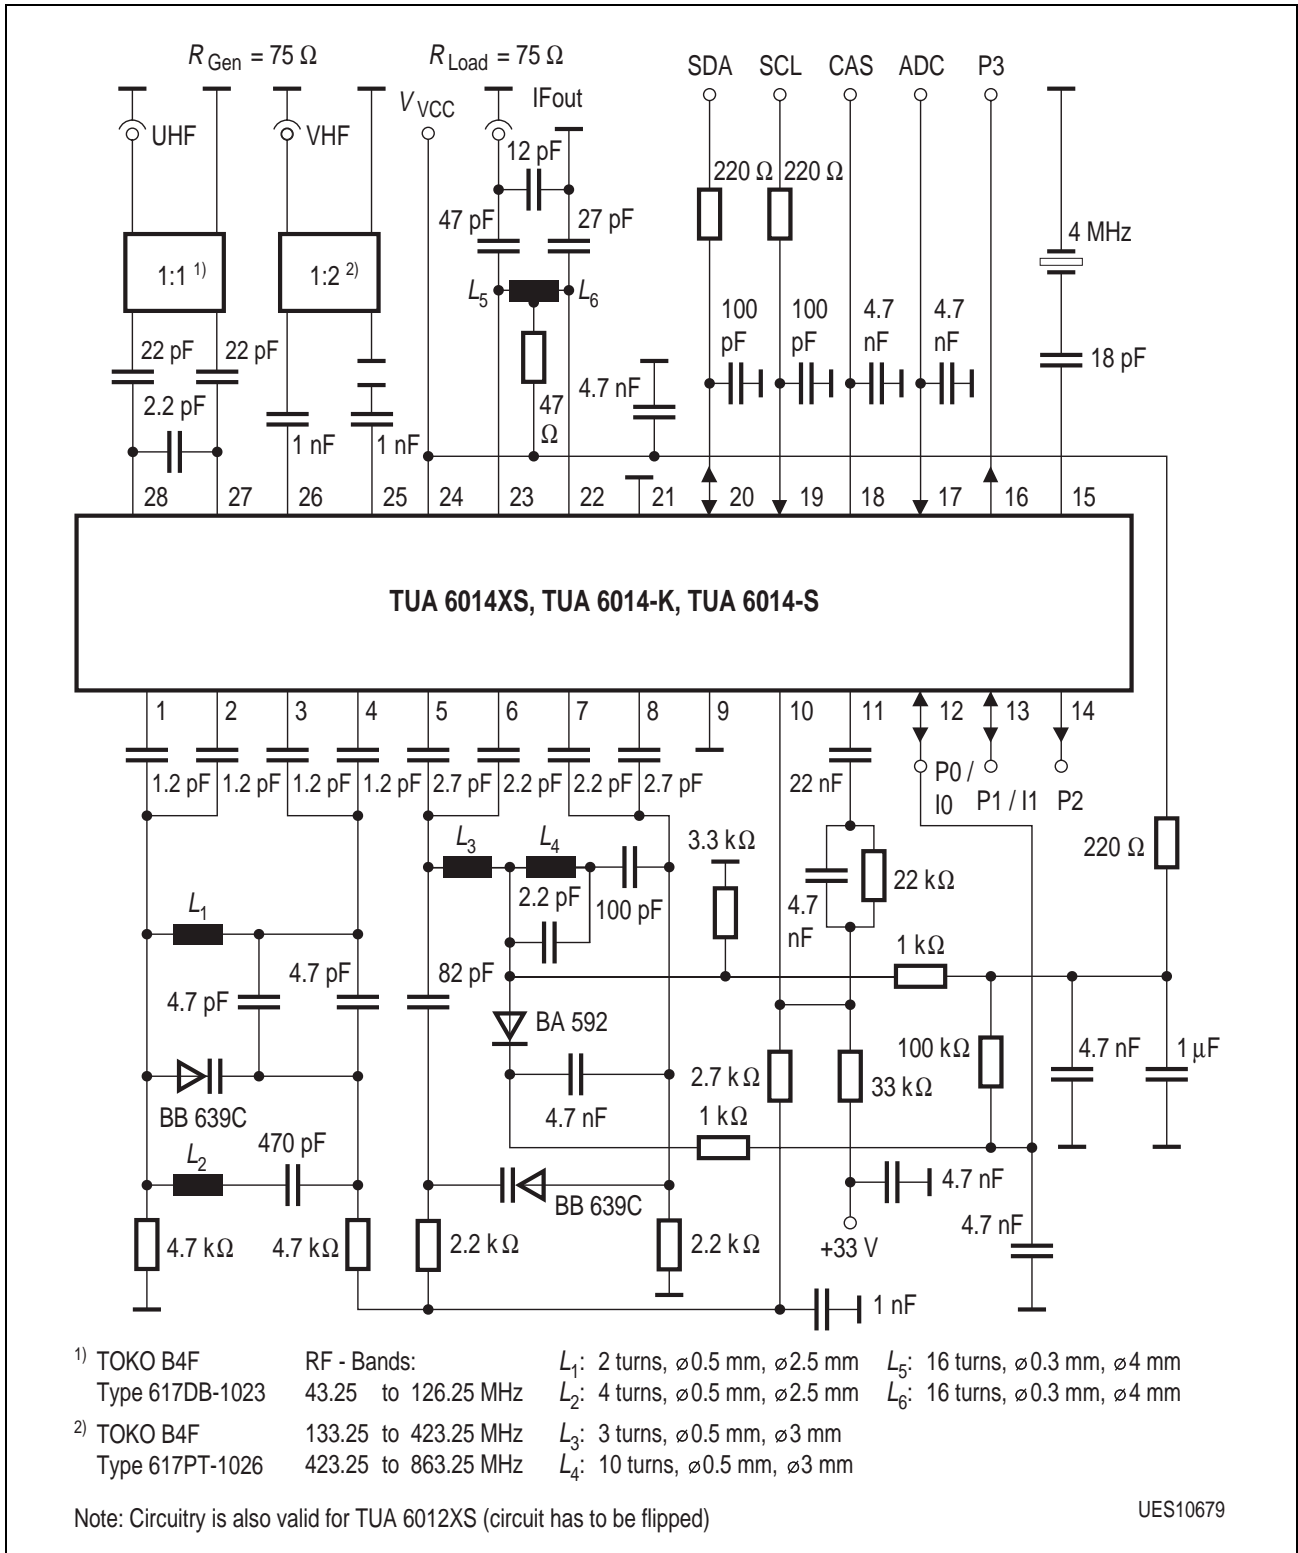 R Gen = 75 Ω
R Load = 75 Ω
SDA SCL CAS ADC P3
UHF
VHF
V VCC
IFout
12 pF
220 Ω 220 Ω
47 pF
27 pF
4 MHz
1:1 1)
1:2 2)
L5
L6
22 pF
22 pF
2.2 pF
1 nF
1 nF
47
Ω
4.7 nF
100
pF
100
pF
4.7
nF
4.7
nF
18 pF
28 27 26 25 24 23 22 21 20 19 18 17 16 15
TUA 6014XS, TUA 6014-K, TUA 6014-S
1 2 3 4 5 6 7 8 9 10 11 12 13 14
1.2 pF 1.2 pF 1.2 pF 1.2 pF 2.7 pF 2.2 pF 2.2 pF 2.7 pF
22 nF
P0 /
I0
P1 / I1
P2
L3
L4
3.3 kΩ
220 Ω
2.2 pF
100 pF
4.7
nF
22 kΩ
L1
4.7 pF
4.7 pF
82 pF
1 kΩ
BA 592
100 kΩ
4.7 nF
1 μF
BB 639C
4.7 nF
2.7 kΩ
33 kΩ
1 kΩ
L2
470 pF
BB 639C
4.7 nF
4.7 kΩ
4.7 kΩ
2.2 kΩ
2.2 kΩ
+33 V
4.7 nF
1 nF
1) TOKO B4F
Type 617DB-1023
2) TOKO B4F
Type 617PT-1026
RF - Bands:
43.25 to 126.25 MHz
133.25 to 423.25 MHz
423.25 to 863.25 MHz
L1: 2 turns, ⌀0.5 mm, ⌀2.5 mm
L2: 4 turns, ⌀0.5 mm, ⌀2.5 mm
L3: 3 turns, ⌀0.5 mm, ⌀3 mm
L4: 10 turns, ⌀0.5 mm, ⌀3 mm
L5: 16 turns, ⌀0.3 mm, ⌀4 mm
L6: 16 turns, ⌀0.3 mm, ⌀4 mm
Note: Circuitry is also valid for TUA 6012XS (circuit has to be flipped)
UES10679